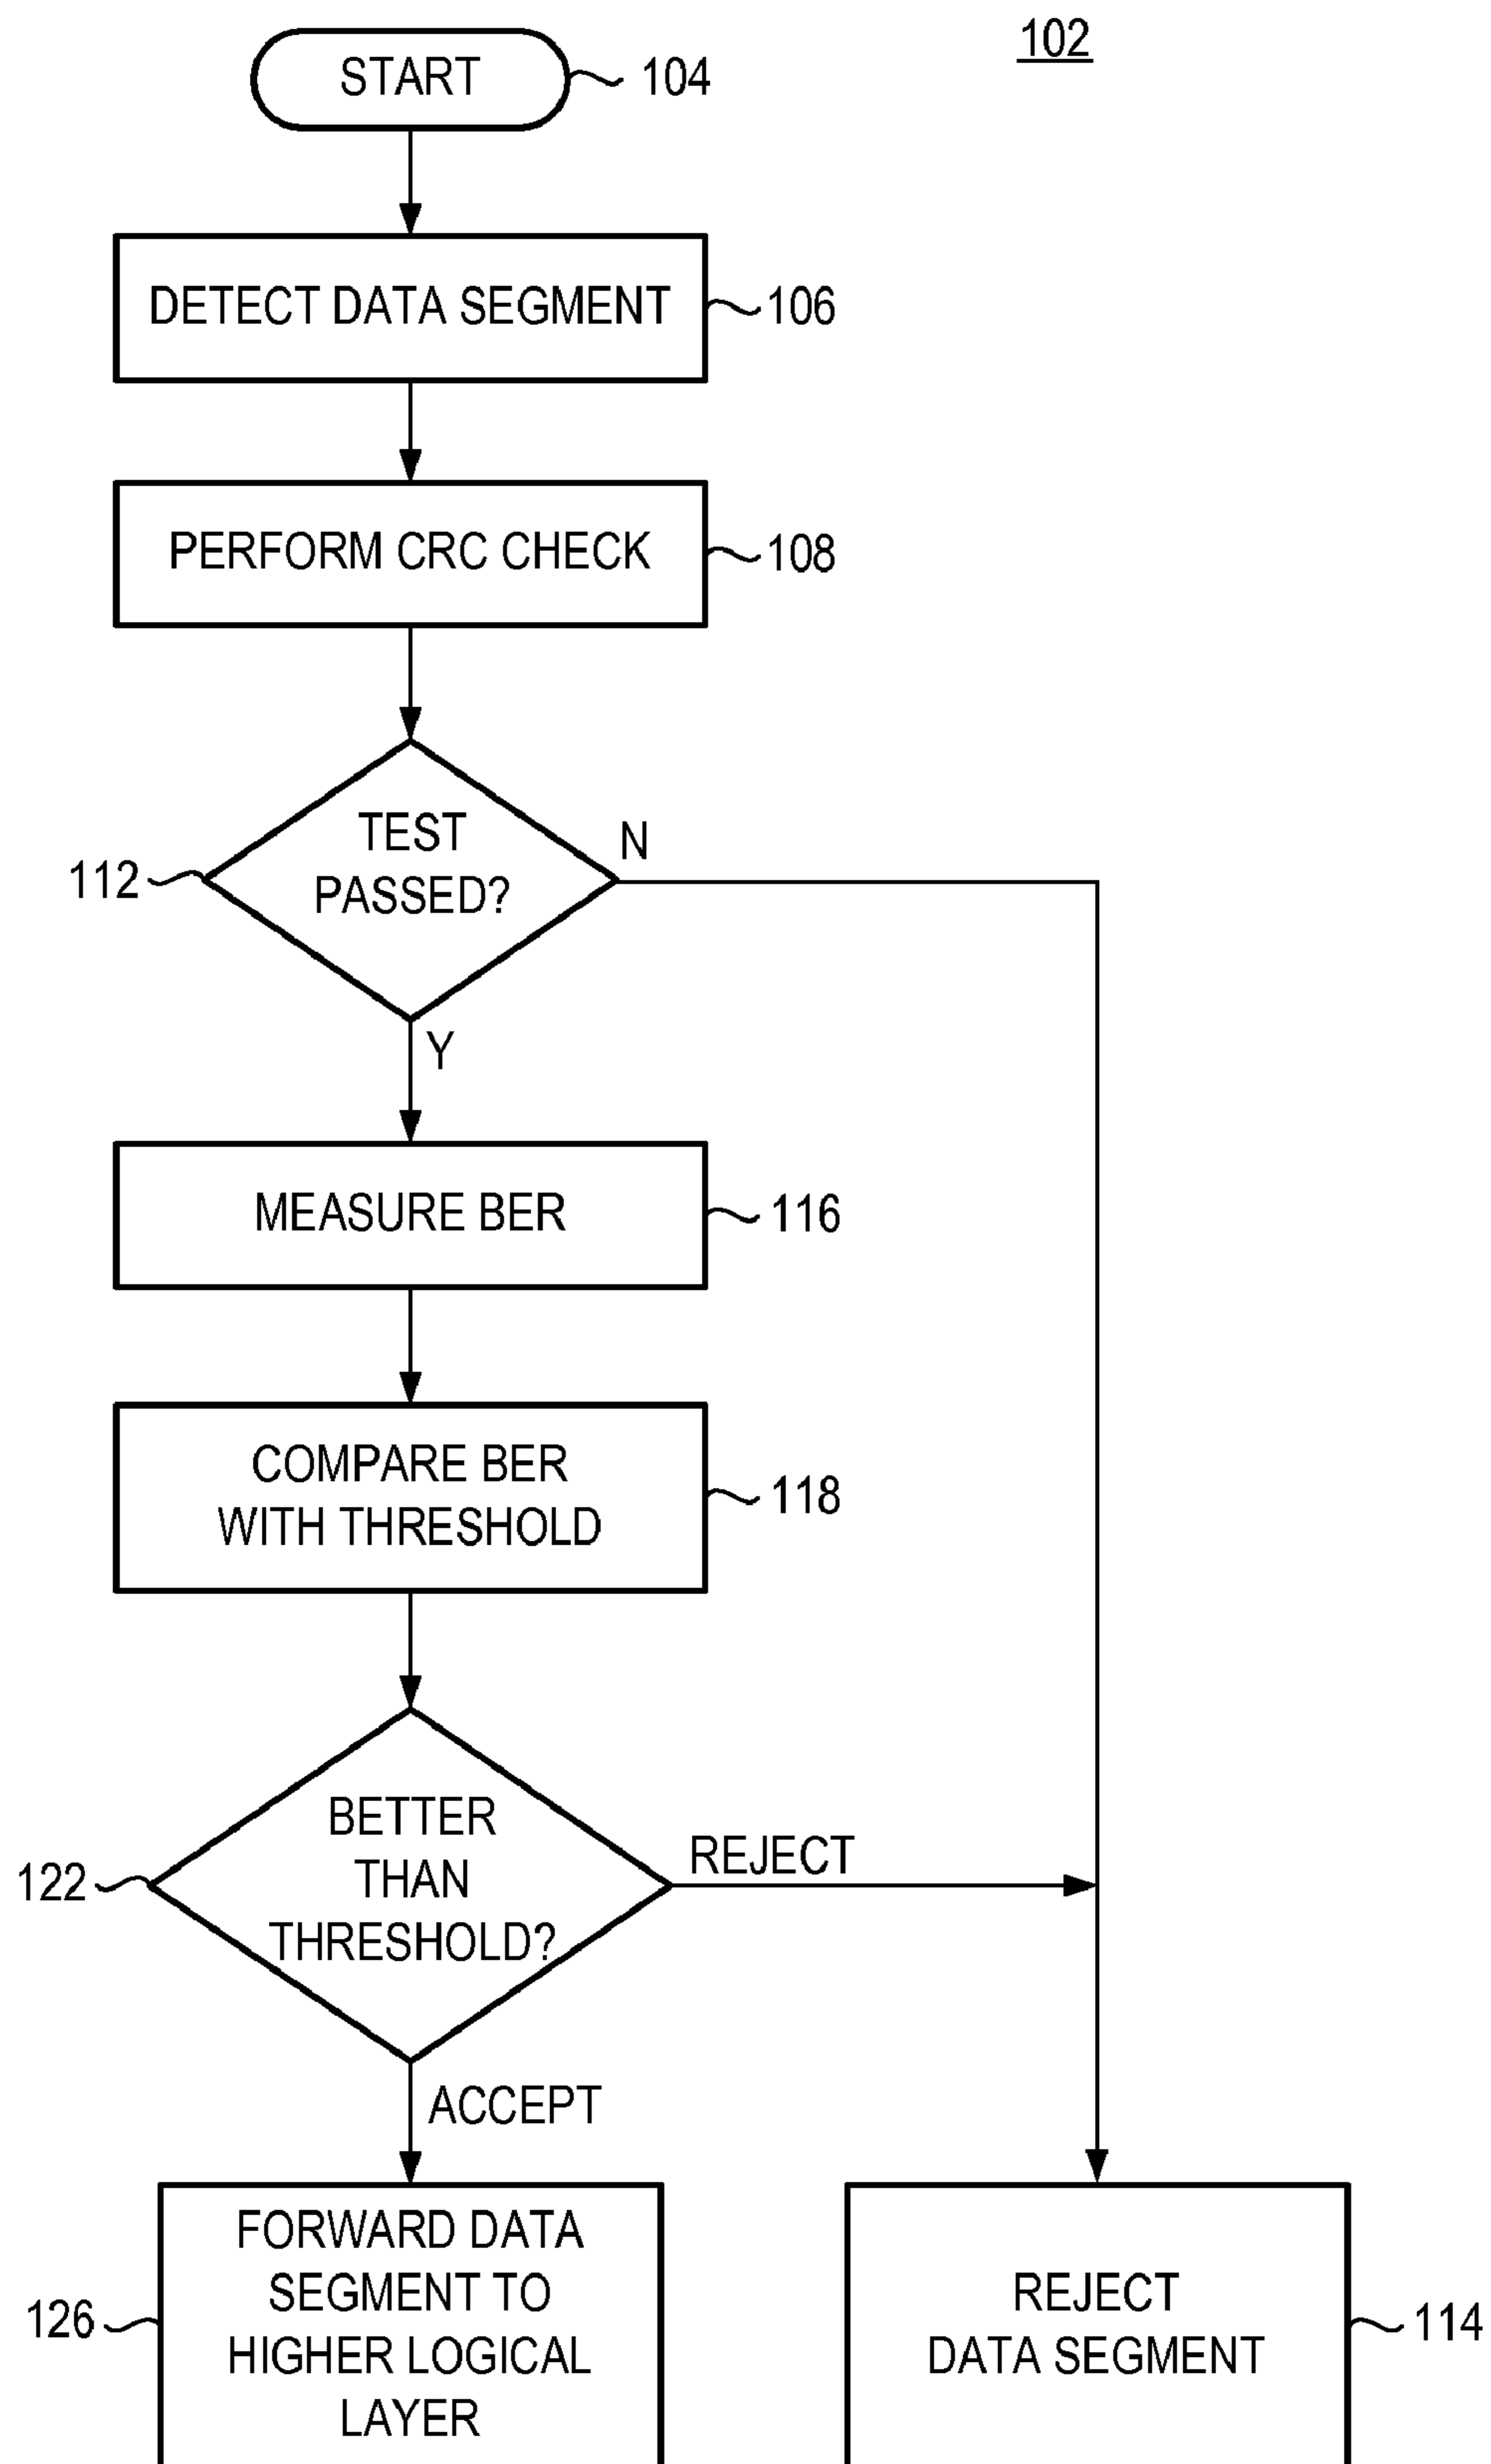 102
START
104
DETECT DATA SEGMENT
106
PERFORM CRC CHECK
108
TEST
PASSED?
N
112
Y
MEASURE BER
116
COMPARE BER
WITH THRESHOLD
118
BETTER
THAN
THRESHOLD?
REJECT
122
ACCEPT
FORWARD DATA
SEGMENT TO
HIGHER LOGICAL
LAYER
126
REJECT
DATA SEGMENT
114